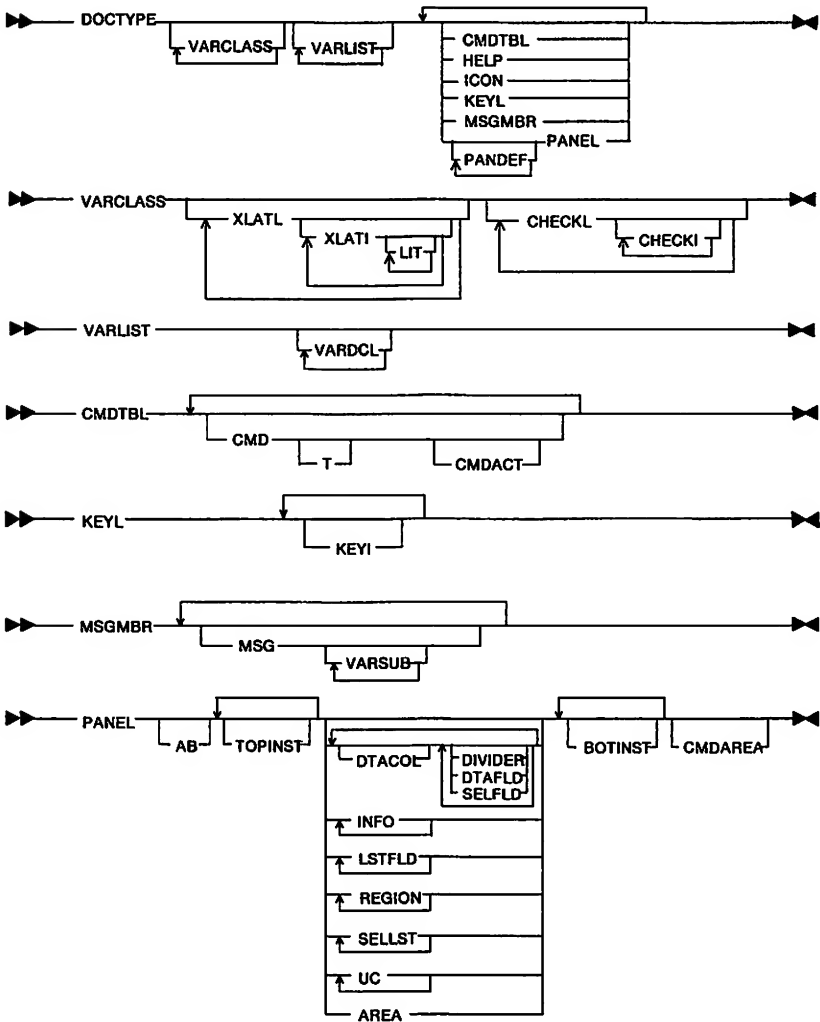 DOCTYPE
VARCLASS
VARLIST
CMDTBL
HELP
ICON
KEYL
MSGMBR
PANEL
PANDEF
VARCLASS
XLATL
XLATI
LIT
CHECKL
CHECKI
VARLIST
VARDCL
CMDTBL
CMD
T
CMDACT
KEYL
KEYI
MSGMBR
MSG
VARSUB
PANEL
AB
TOPINST
DTACOL
DIVIDER
DTAFLD
SELFLD
BOTINST
CMDAREA
INFO
LSTFLD
REGION
SELLST
UC
AREA